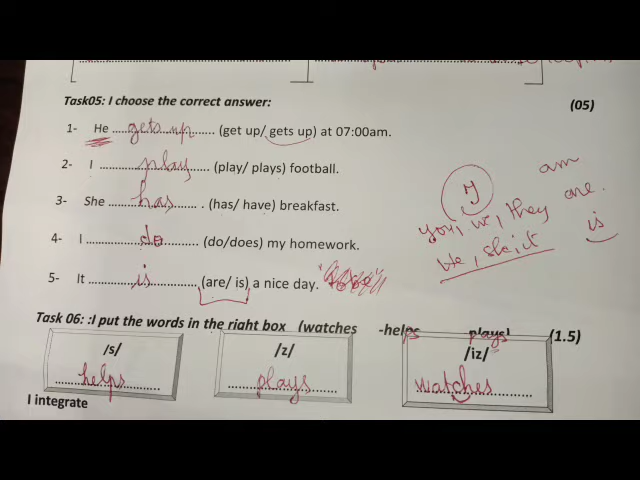 Task05: I choose the correct answer: (05)
1- He gets up (get up/ gets up) at 07:00am.
am
2- I play (play/ plays) football.
I
you, we, they are.
3- She has . (has/ have) breakfast.
he, she, it is
4- I do (do/does) my homework.
5- It is (are/ is) a nice day.
Task 06: :I put the words in the right box (watches -helps plays) (1.5)
/s/ /z/ /iz/
helps plays watches
I integrate